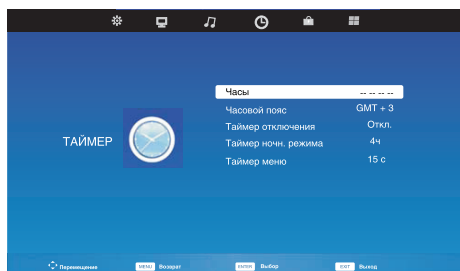 Часы -- -- -- --
Часовой пояс GMT + 3
Таймер отключения Откл.
ТАЙМЕР
Таймер ночн. режима 4ч
Таймер меню 15 с
Перемещение MENU Возврат ENTER Выбор EXIT Выход